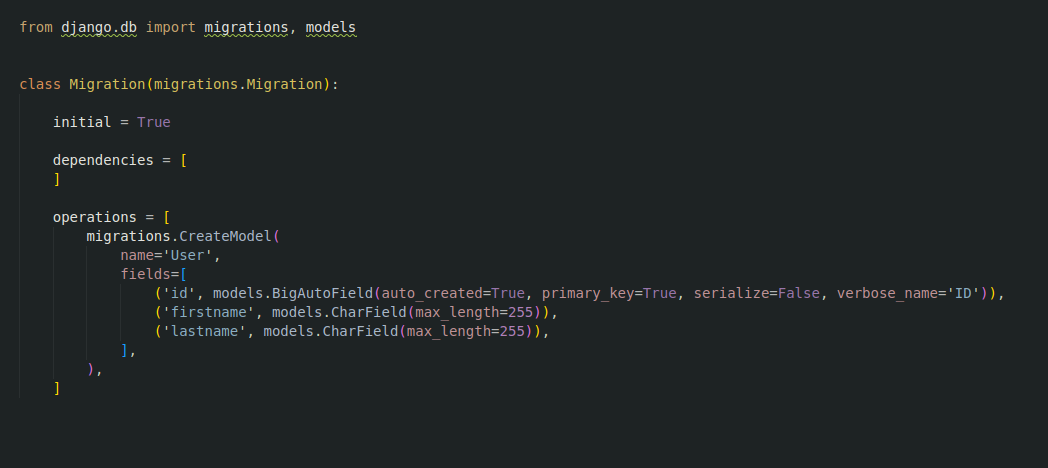 from django.db import migrations, models
class Migration(migrations.Migration):
initial = True
dependencies = [
]
operations = [
migrations.CreateModel(
name='User',
fields=[
('id', models.BigAutoField(auto_created=True, primary_key=True, serialize=False, verbose_name='ID')),
('firstname', models.CharField(max_length=255)),
('lastname', models.CharField(max_length=255)),
],
),
]